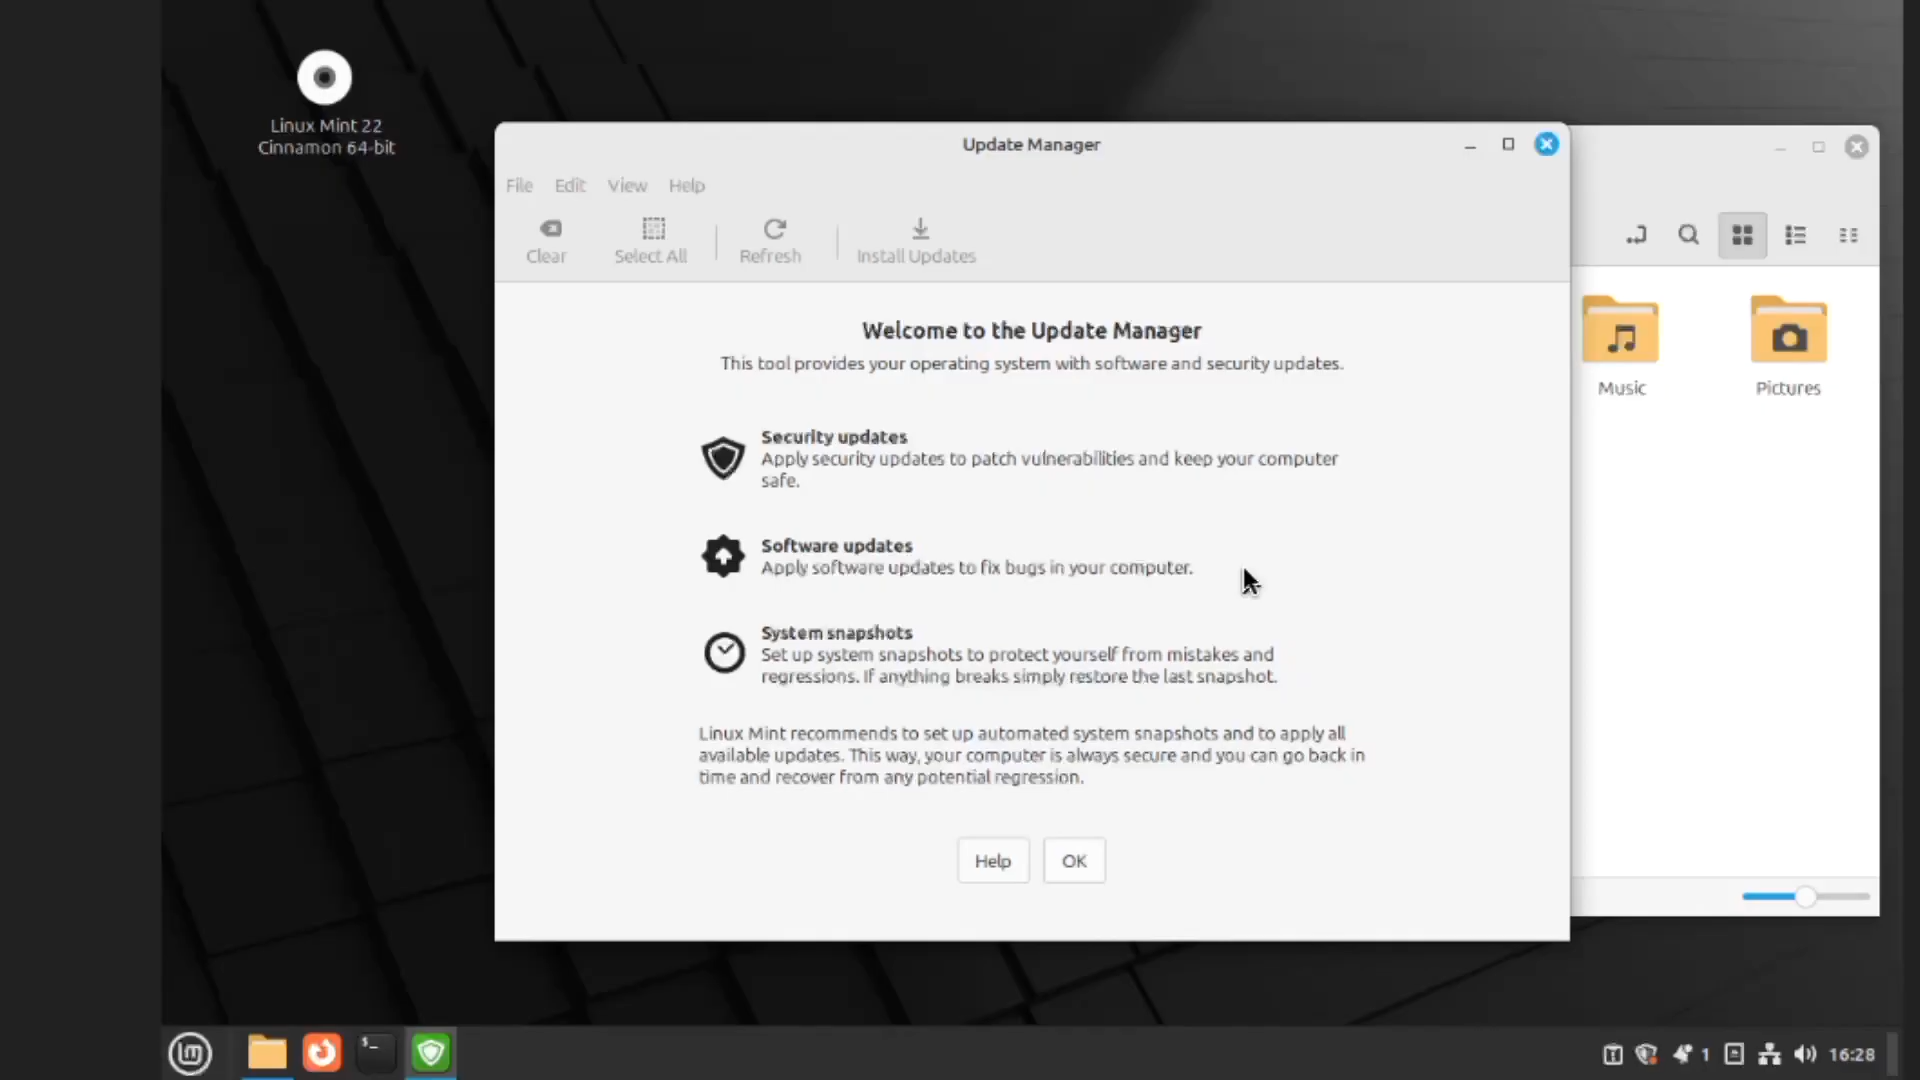 Linux Mint 22
Cinnamon 64-bit
Update Manager
File Edit View Help
Clear Select All Refresh Install Updates
Welcome to the Update Manager
This tool provides your operating system with software and security updates.
Security updates
Apply security updates to patch vulnerabilities and keep your computer
safe.
Software updates
Apply software updates to fix bugs in your computer.
System snapshots
Set up system snapshots to protect yourself from mistakes and
regressions. If anything breaks simply restore the last snapshot.
Linux Mint recommends to set up automated system snapshots and to apply all
available updates. This way, your computer is always secure and you can go back in
time and recover from any potential regression.
Help OK
Music Pictures
$_
1 16:28